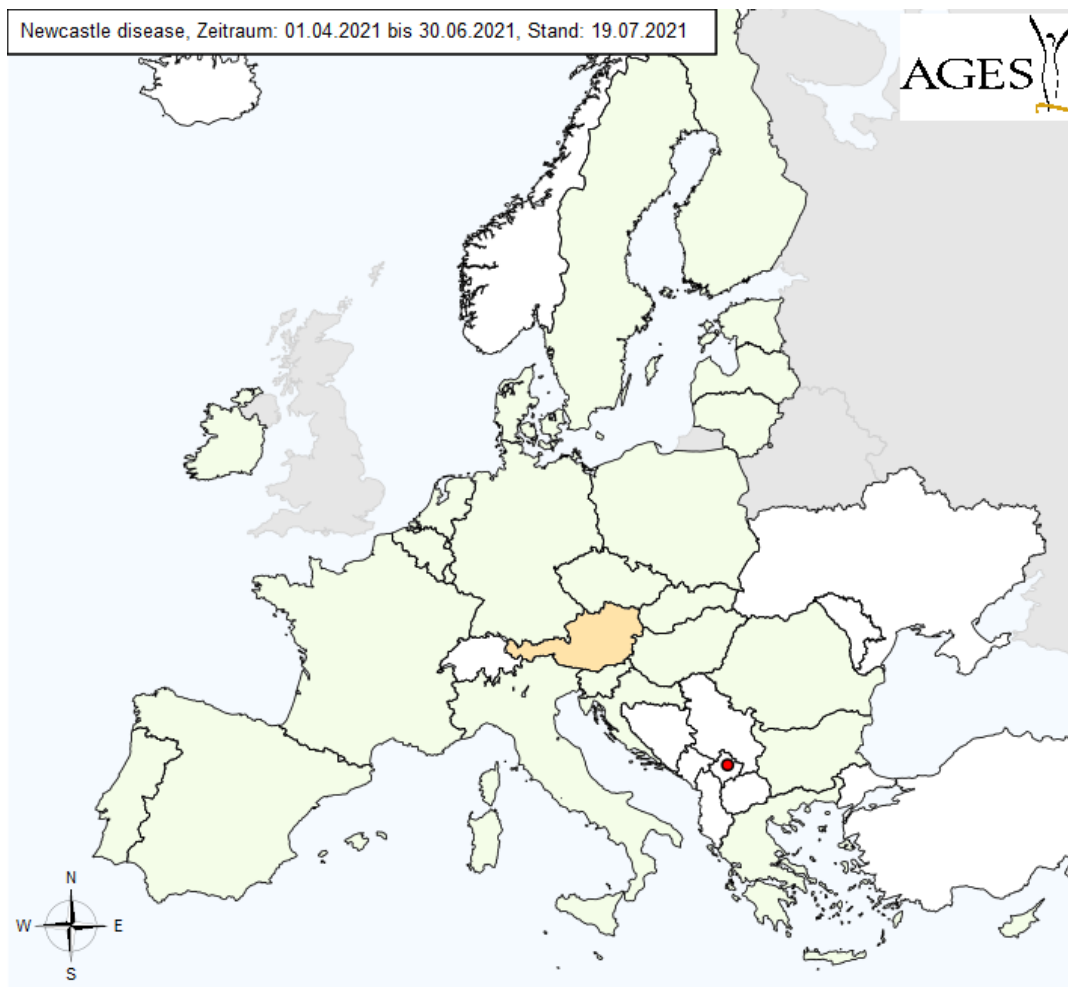 Newcastle disease, Zeitraum: 01.04.2021 bis 30.06.2021, Stand: 19.07.2021
AGES
N
W E
S